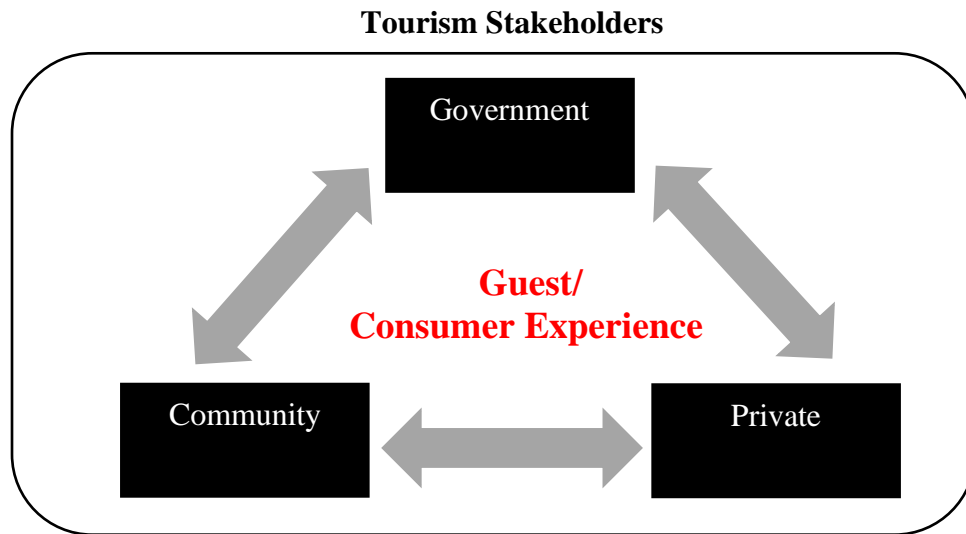 Tourism Stakeholders
Government
Guest/
Consumer Experience
Community
Private